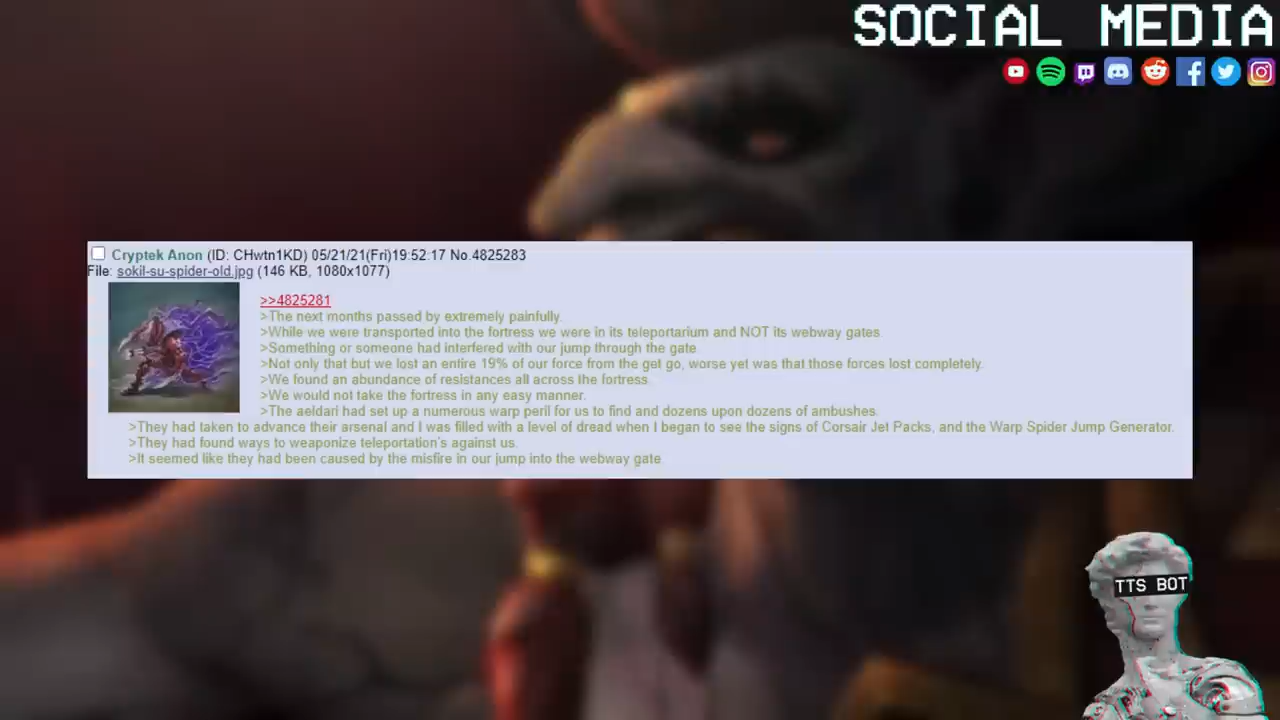 SOCIAL MEDIA
Cryptek Anon (ID: CHwtn1KD) 05/21/21(Fri)19:52:17 No.4825283
File: sokil-su-spider-old.jpg (146 KB, 1080x1077)
>>4825281
>The next months passed by extremely painfully.
>While we were transported into the fortress we were in its teleportarium and NOT its webway gates.
>Something or someone had interfered with our jump through the gate.
>Not only that but we lost an entire 19% of our force from the get go, worse yet was that those forces lost completely.
>We found an abundance of resistances all across the fortress.
>We would not take the fortress in any easy manner.
>The aeldari had set up a numerous warp peril for us to find and dozens upon dozens of ambushes.
>They had taken to advance their arsenal and I was filled with a level of dread when I began to see the signs of Corsair Jet Packs, and the Warp Spider Jump Generator.
>They had found ways to weaponize teleportation's against us.
>It seemed like they had been caused by the misfire in our jump into the webway gate.
TTS BOT